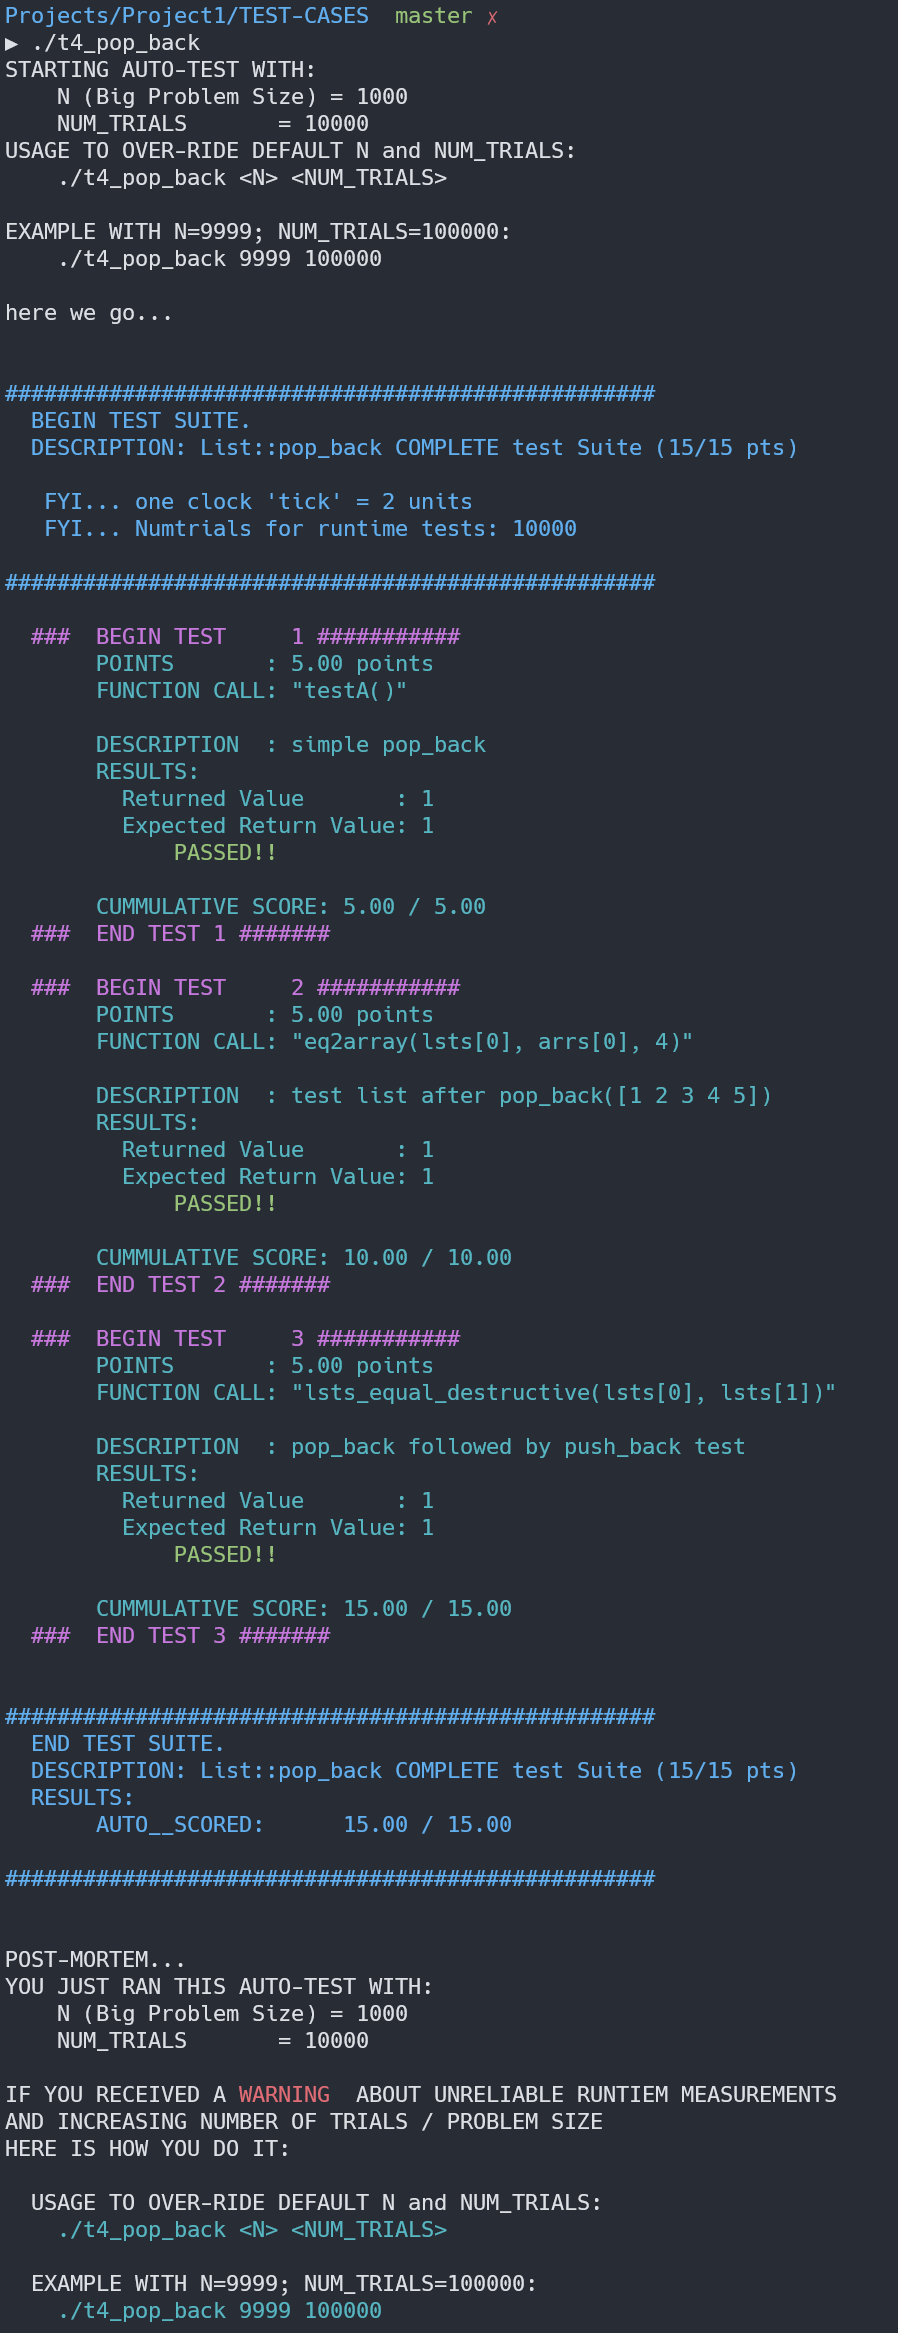 Projects/Project1/TEST-CASES  master ✗
▶ ./t4_pop_back
STARTING AUTO-TEST WITH:
    N (Big Problem Size) = 1000
    NUM_TRIALS       = 10000
USAGE TO OVER-RIDE DEFAULT N and NUM_TRIALS:
    ./t4_pop_back <N> <NUM_TRIALS>

EXAMPLE WITH N=9999; NUM_TRIALS=100000:
    ./t4_pop_back 9999 100000

here we go...


##################################################
  BEGIN TEST SUITE.
  DESCRIPTION: List::pop_back COMPLETE test Suite (15/15 pts)

   FYI... one clock 'tick' = 2 units
   FYI... Numtrials for runtime tests: 10000

##################################################

  ###  BEGIN TEST     1 ###########
       POINTS       : 5.00 points
       FUNCTION CALL: "testA()"

       DESCRIPTION  : simple pop_back
       RESULTS:
         Returned Value       : 1
         Expected Return Value: 1
             PASSED!!

       CUMMULATIVE SCORE: 5.00 / 5.00
  ###  END TEST 1 #######

  ###  BEGIN TEST     2 ###########
       POINTS       : 5.00 points
       FUNCTION CALL: "eq2array(lsts[0], arrs[0], 4)"

       DESCRIPTION  : test list after pop_back([1 2 3 4 5])
       RESULTS:
         Returned Value       : 1
         Expected Return Value: 1
             PASSED!!

       CUMMULATIVE SCORE: 10.00 / 10.00
  ###  END TEST 2 #######

  ###  BEGIN TEST     3 ###########
       POINTS       : 5.00 points
       FUNCTION CALL: "lsts_equal_destructive(lsts[0], lsts[1])"

       DESCRIPTION  : pop_back followed by push_back test
       RESULTS:
         Returned Value       : 1
         Expected Return Value: 1
             PASSED!!

       CUMMULATIVE SCORE: 15.00 / 15.00
  ###  END TEST 3 #######


##################################################
  END TEST SUITE.
  DESCRIPTION: List::pop_back COMPLETE test Suite (15/15 pts)
  RESULTS:
       AUTO__SCORED:      15.00 / 15.00

##################################################


POST-MORTEM...
YOU JUST RAN THIS AUTO-TEST WITH:
    N (Big Problem Size) = 1000
    NUM_TRIALS       = 10000

IF YOU RECEIVED A WARNING  ABOUT UNRELIABLE RUNTIEM MEASUREMENTS
AND INCREASING NUMBER OF TRIALS / PROBLEM SIZE
HERE IS HOW YOU DO IT:

  USAGE TO OVER-RIDE DEFAULT N and NUM_TRIALS:
    ./t4_pop_back <N> <NUM_TRIALS>

  EXAMPLE WITH N=9999; NUM_TRIALS=100000:
    ./t4_pop_back 9999 100000